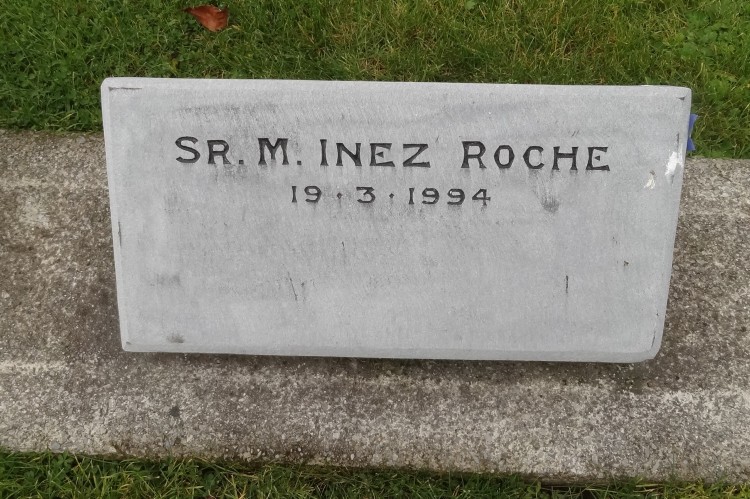 SR. M. INEZ ROCHE
19 · 3 · 1994